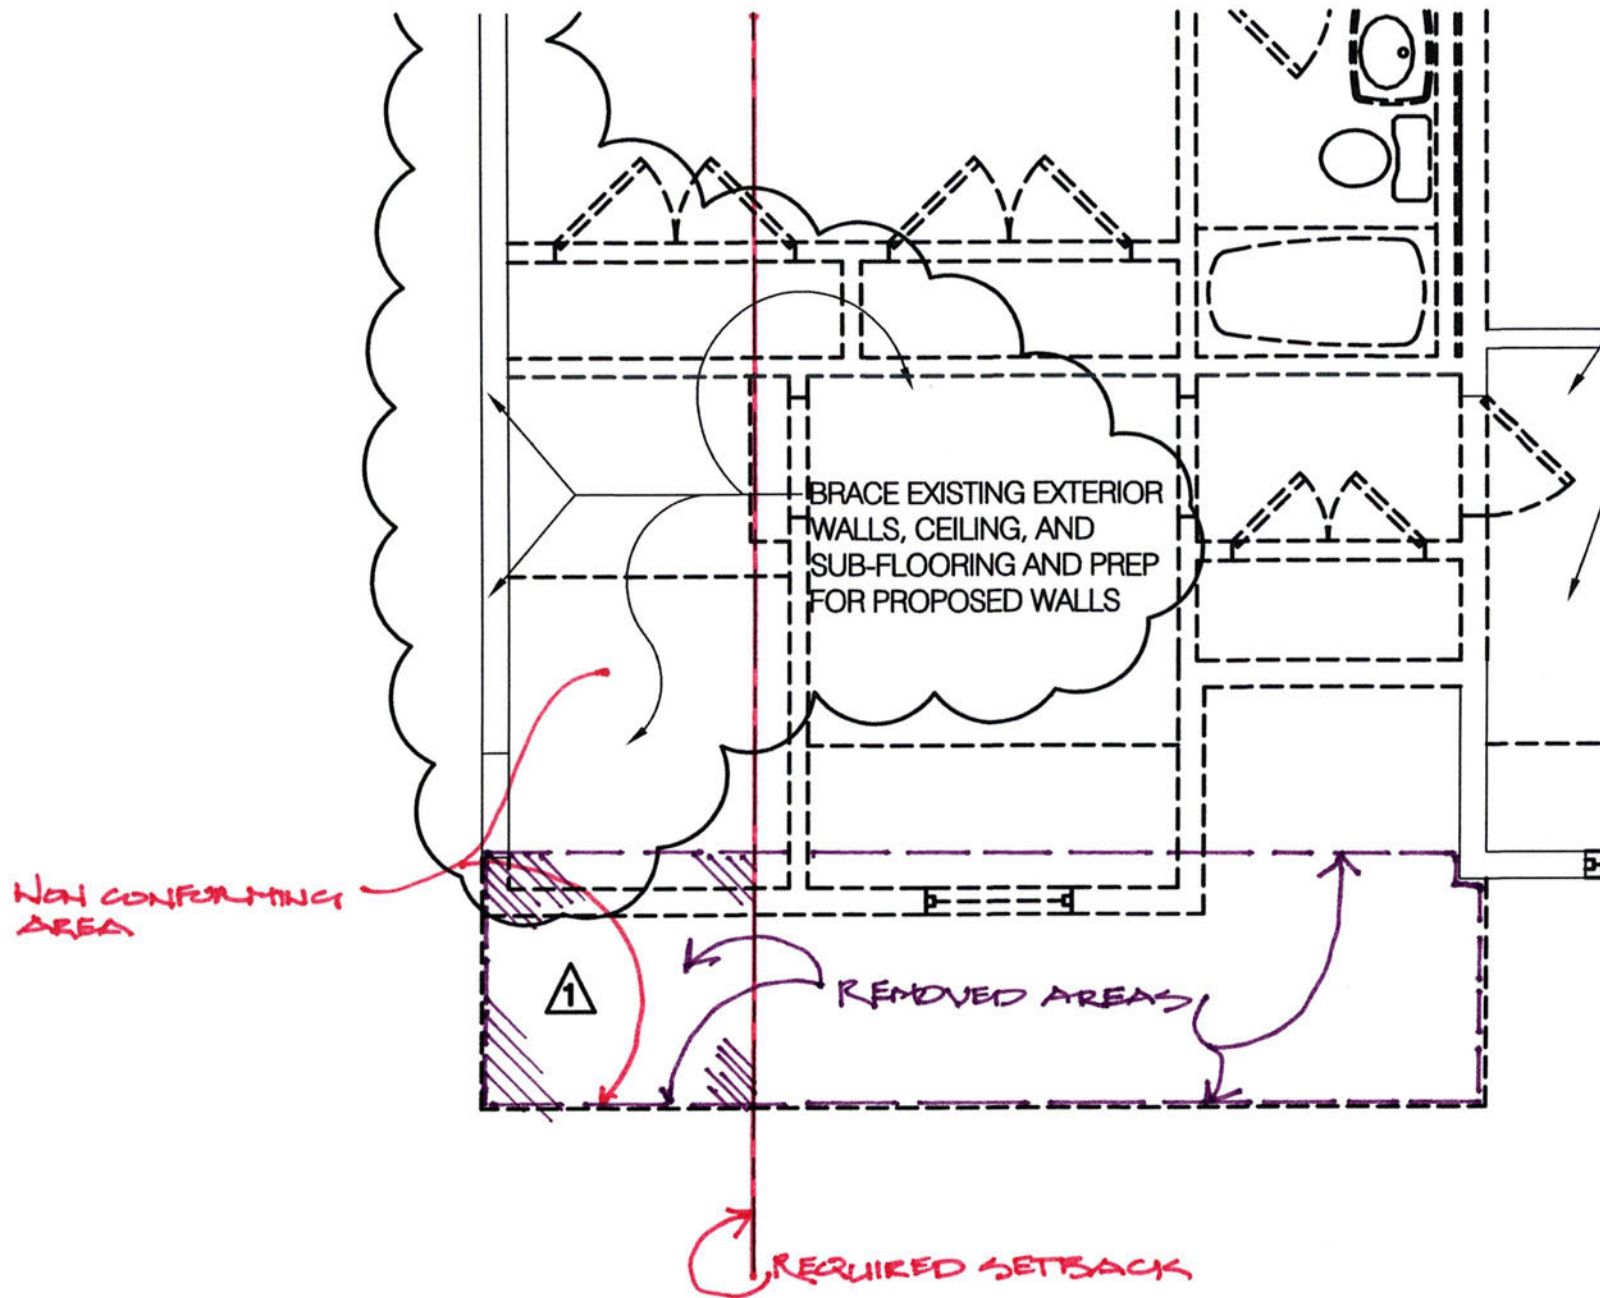 BRACE EXISTING EXTERIOR
WALLS, CEILING, AND
SUB-FLOORING AND PREP
FOR PROPOSED WALLS
NON CONFORMING
AREA
1
REMOVED AREAS
REQUIRED SETBACK